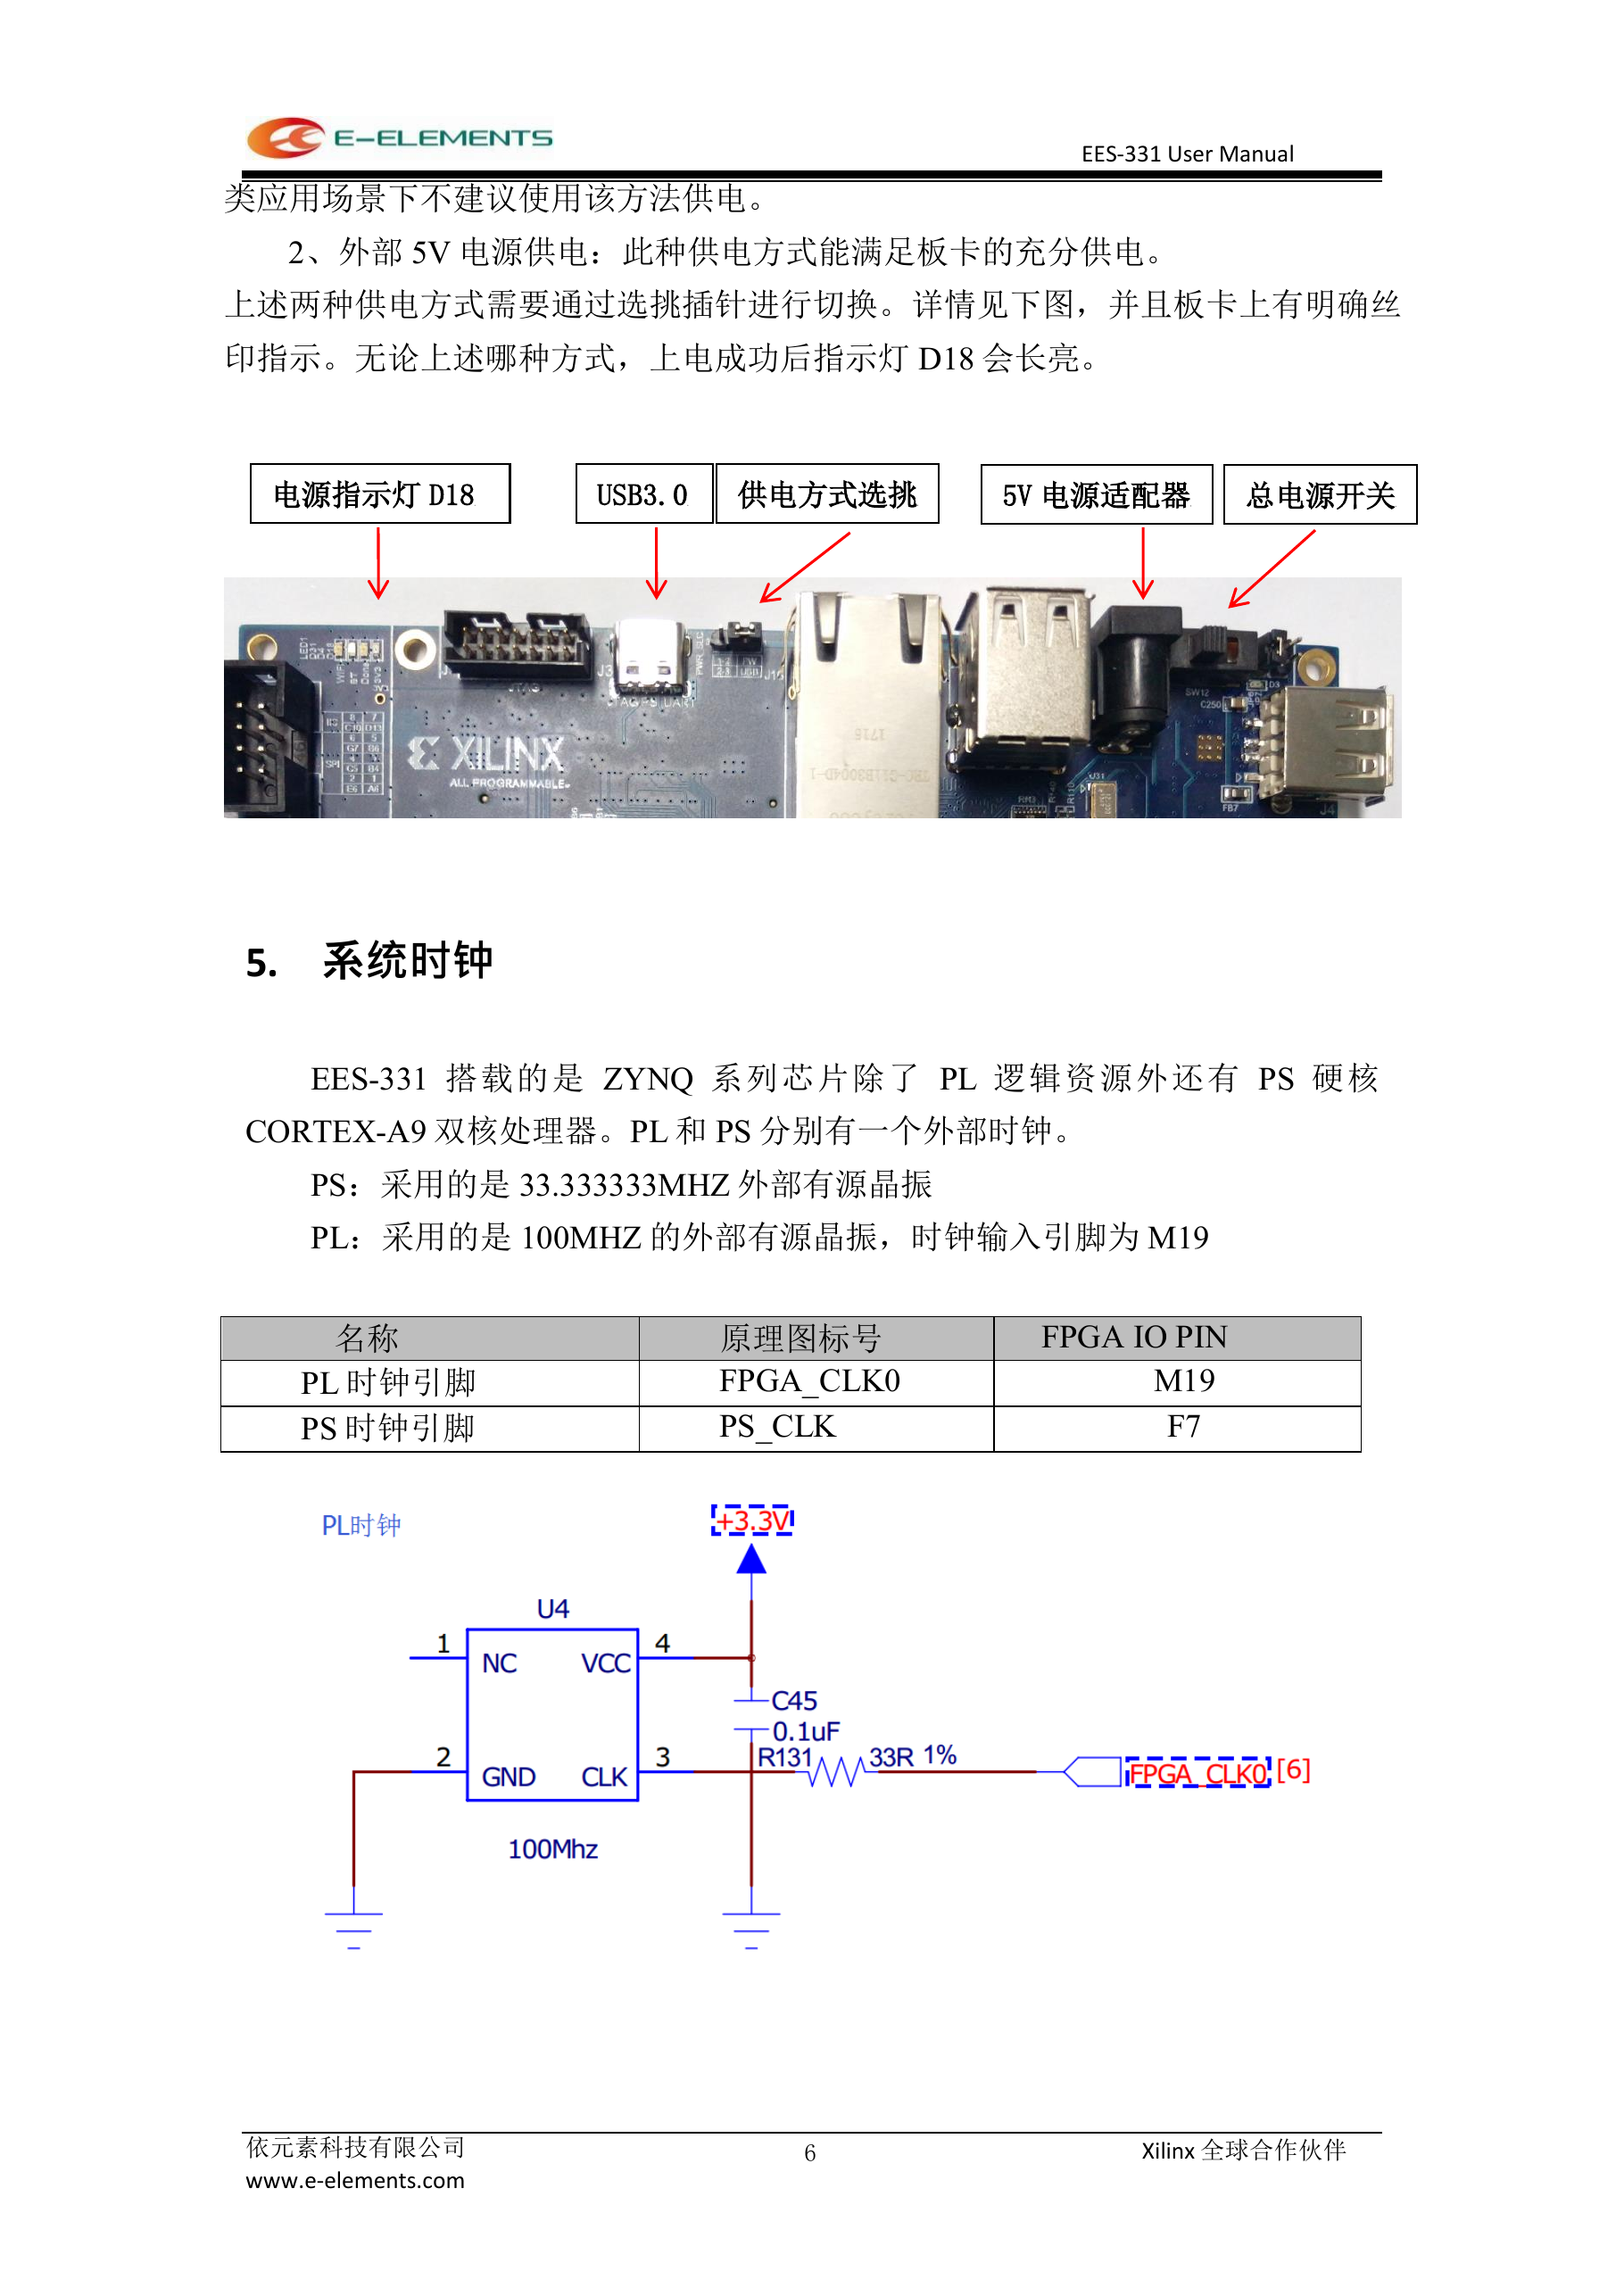 E-ELEMENTS
EES-331 User Manual
类应用场景下不建议使用该方法供电。
2、外部 5V 电源供电：此种供电方式能满足板卡的充分供电。
上述两种供电方式需要通过选挑插针进行切换。详情见下图，并且板卡上有明确丝
印指示。无论上述哪种方式，上电成功后指示灯 D18 会长亮。
电源指示灯 D18
USB3.0
供电方式选挑
5V 电源适配器
总电源开关
XILINX
ALL PROGRAMMABLE
SW12
C250
D3
U31
FB7
J4
1715
5. 系统时钟
EES-331 搭载的是 ZYNQ 系列芯片除了 PL 逻辑资源外还有 PS 硬核
CORTEX-A9 双核处理器。PL 和 PS 分别有一个外部时钟。
PS：采用的是 33.333333MHZ 外部有源晶振
PL：采用的是 100MHZ 的外部有源晶振，时钟输入引脚为 M19
名称 原理图标号 FPGA IO PIN
PL 时钟引脚 FPGA_CLK0 M19
PS 时钟引脚 PS_CLK F7
PL时钟
+3.3V
U4
1 NC VCC 4
C45
0.1uF
2 GND CLK 3 R131 33R 1% FPGA_CLK0 [6]
100Mhz
依元素科技有限公司 6 Xilinx 全球合作伙伴
www.e-elements.com